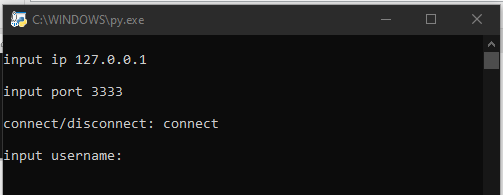 C:\WINDOWS\py.exe
input ip 127.0.0.1
input port 3333
connect/disconnect: connect
input username: